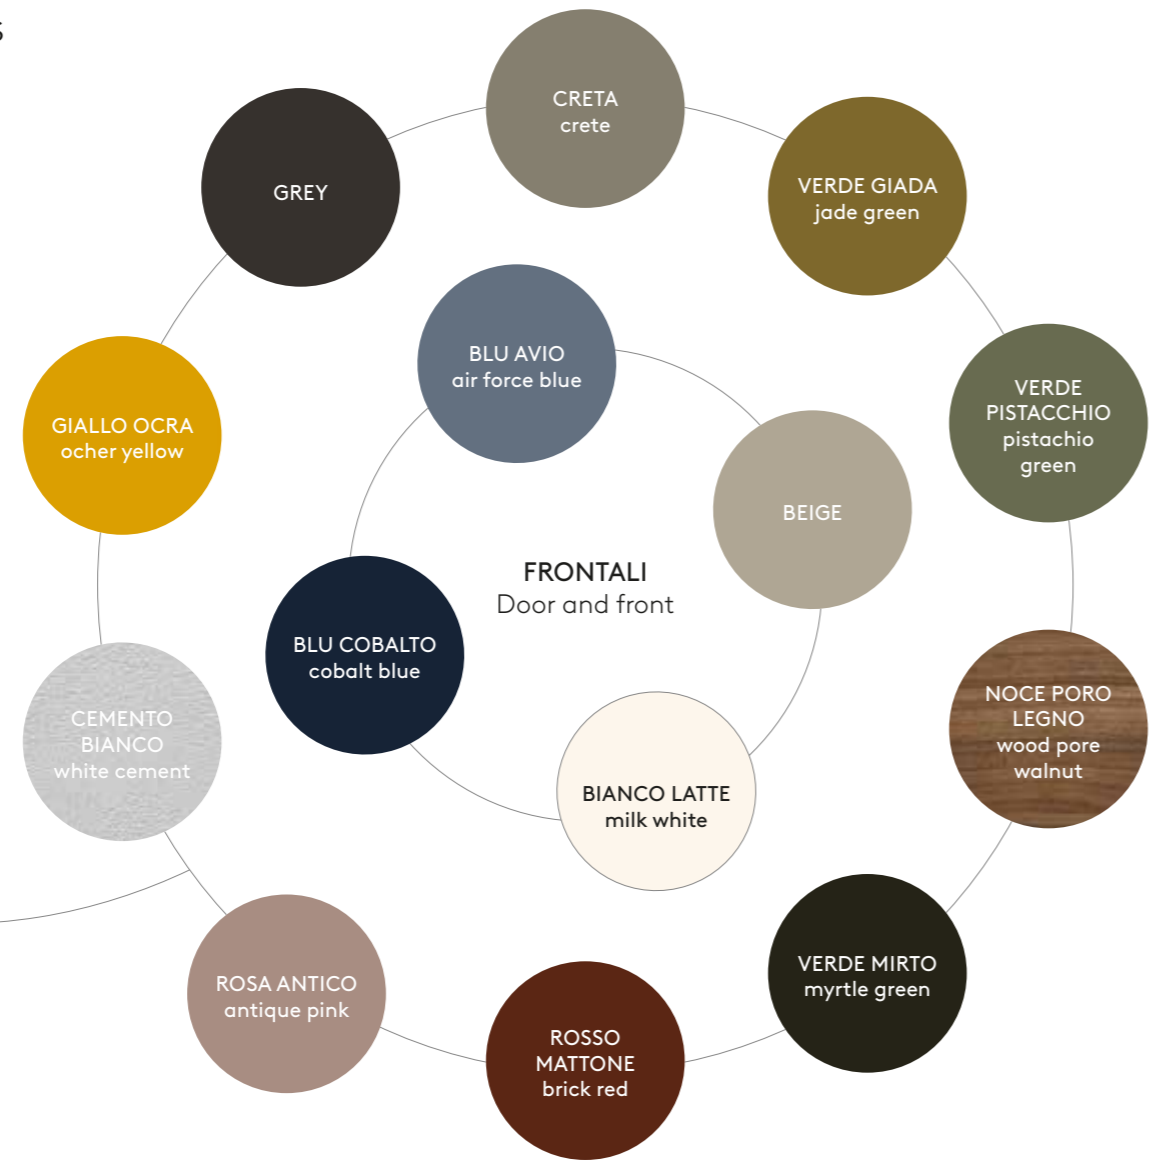 S
CRETA
crete
GREY
VERDE GIADA
jade green
BLU AVIO
air force blue
VERDE
PISTACCHIO
pistachio
green
GIALLO OCRA
ocher yellow
BEIGE
FRONTALI
Door and front
BLU COBALTO
cobalt blue
NOCE PORO
LEGNO
wood pore
walnut
CEMENTO
BIANCO
white cement
BIANCO LATTE
milk white
VERDE MIRTO
myrtle green
ROSA ANTICO
antique pink
ROSSO
MATTONE
brick red